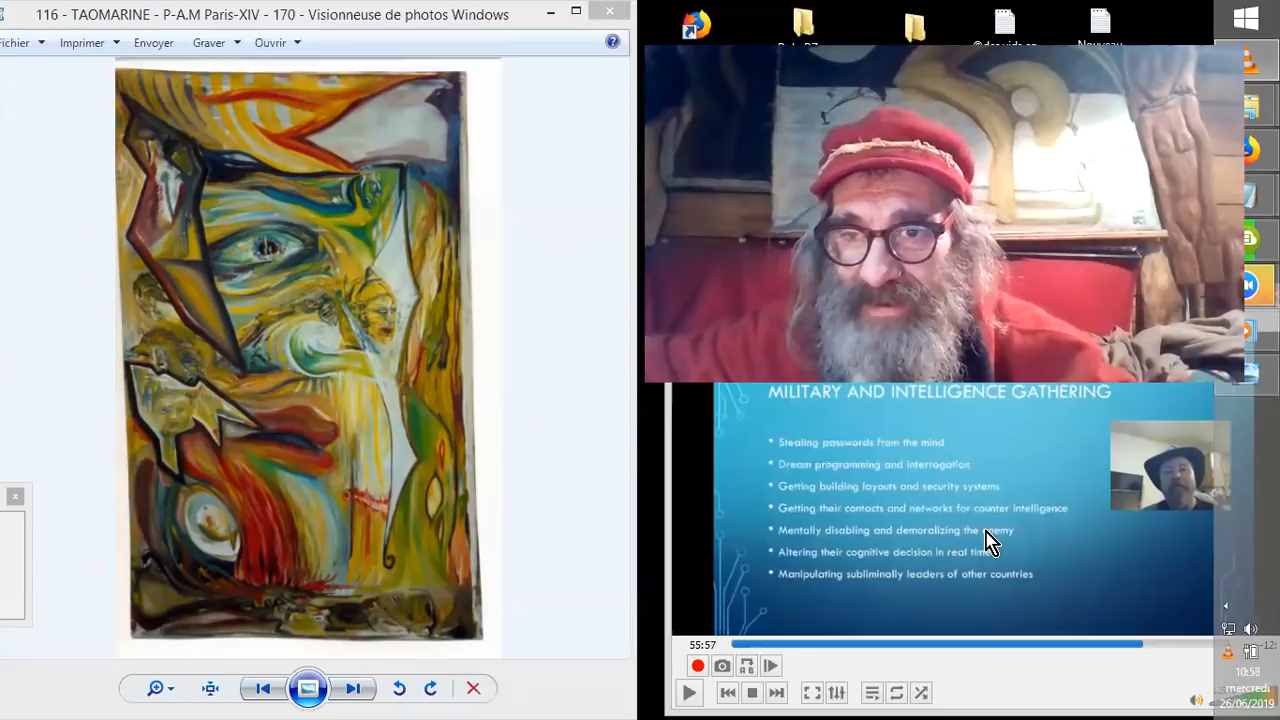 116 - TAOMARINE - P-A-M Paris-XIV - 170
Visionneuse de photos Windows
Fichier Imprimer Envoyer Graver Ouvrir
Nouveau
MILITARY AND INTELLIGENCE GATHERING
• Stealing passwords from the mind
• Dream programming and interrogation
• Getting building layouts and security systems
• Getting their contacts and networks for counter intelligence
• Mentally disabling and demoralizing the enemy
• Altering their cognitive decision in real time
• Manipulating subliminally leaders of other countries
55:57
-12:
10:58
mercredi
26/06/2019